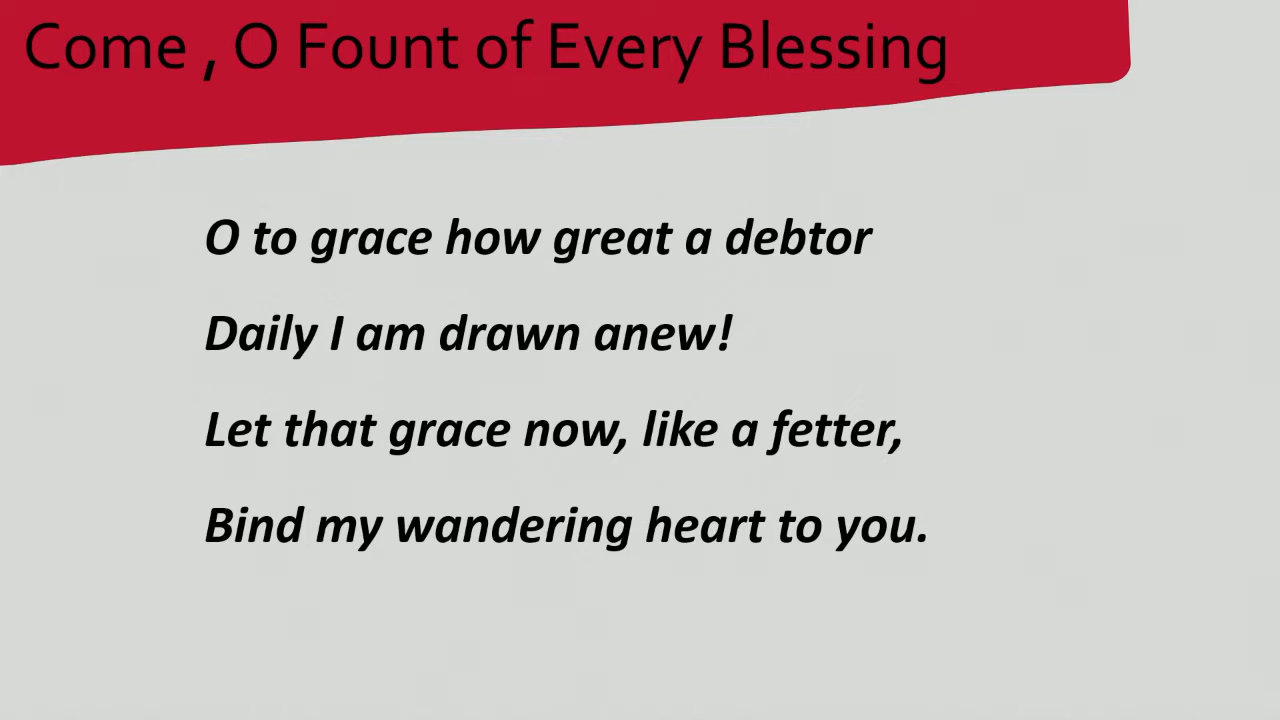 Come , O Fount of Every Blessing
O to grace how great a debtor
Daily I am drawn anew!
Let that grace now, like a fetter,
Bind my wandering heart to you.